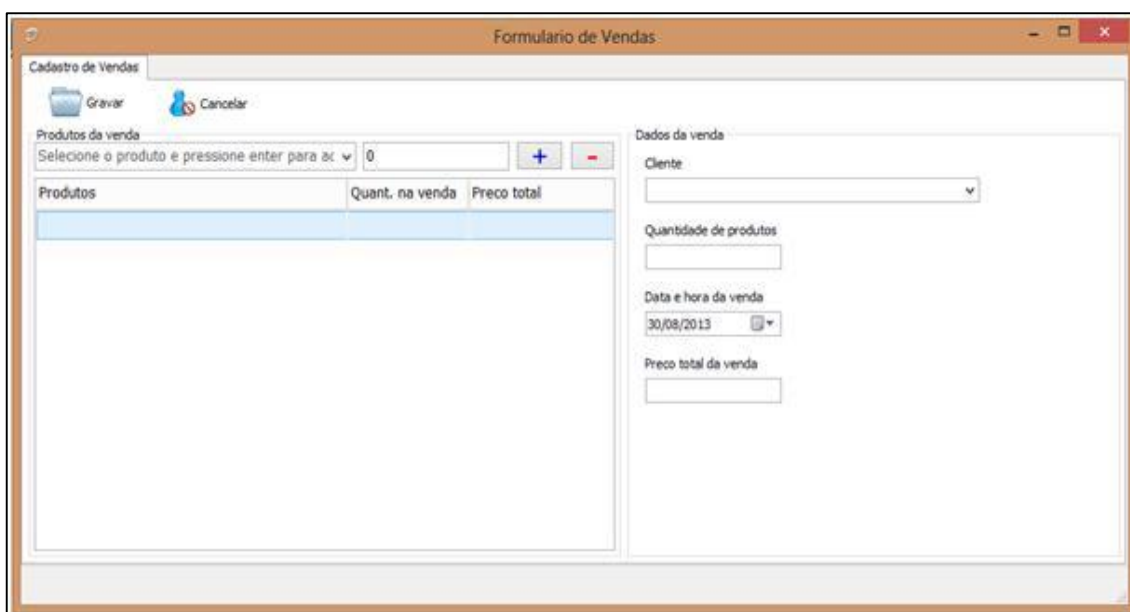 Formulario de Vendas
Cadastro de Vendas
Gravar Cancelar
Produtos da venda
Selecione o produto e pressione enter para ac 0 + -
Produtos Quant. na venda Preco total
Dados da venda
Cliente
Quantidade de produtos
Data e hora da venda
30/08/2013
Preco total da venda